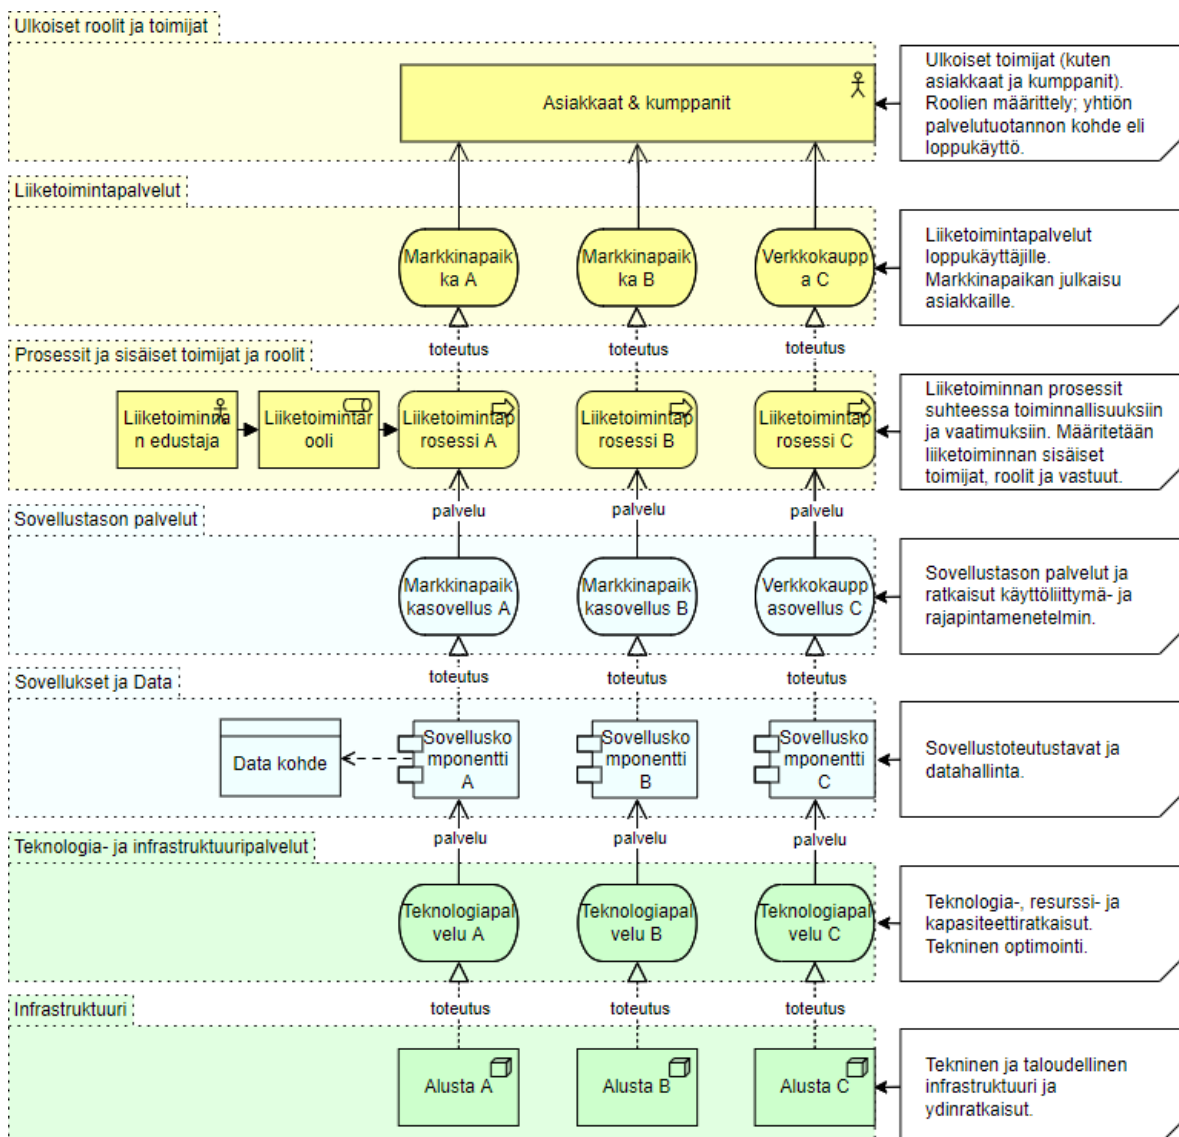 Ulkoiset roolit ja toimijat
Asiakkaat & kumppanit
Ulkoiset toimijat (kuten
asiakkaat ja kumppanit).
Roolien määrittely; yhtiön
palvelutuotannon kohde eli
loppukäyttö.
Liiketoimintapalvelut
Markkinapaik
ka A
Markkinapaik
ka B
Verkkokaupp
a C
Liiketoimintapalvelut
loppukäyttäjille.
Markkinapaikan julkaisu
asiakkaille.
toteutus
toteutus
toteutus
Prosessit ja sisäiset toimijat ja roolit
Liiketoiminna
n edustaja
Liiketoimintar
ooli
Liiketoimintap
rosessi A
Liiketoimintap
rosessi B
Liiketoimintap
rosessi C
Liiketoiminnan prosessit
suhteessa toiminnallisuuksiin
ja vaatimuksiin. Määritetään
liiketoiminnan sisäiset
toimijat, roolit ja vastuut.
palvelu
palvelu
palvelu
Sovellustason palvelut
Markkinapaik
kasovellus A
Markkinapaik
kasovellus B
Verkkokaupp
asovellus C
Sovellustason palvelut ja
ratkaisut käyttöliittymä- ja
rajapintamenetelmin.
toteutus
toteutus
toteutus
Sovellukset ja Data
Data kohde
Sovellusko
mponentti
A
Sovellusko
mponentti
B
Sovellusko
mponentti
C
Sovellustoteutustavat ja
datahallinta.
palvelu
palvelu
palvelu
Teknologia- ja infrastruktuuripalvelut
Teknologiapal
velu A
Teknologiapal
velu B
Teknologiapal
velu C
Teknologia-, resurssi- ja
kapasiteettiratkaisut.
Tekninen optimointi.
toteutus
toteutus
toteutus
Infrastruktuuri
Alusta A
Alusta B
Alusta C
Tekninen ja taloudellinen
infrastruktuuri ja
ydinratkaisut.